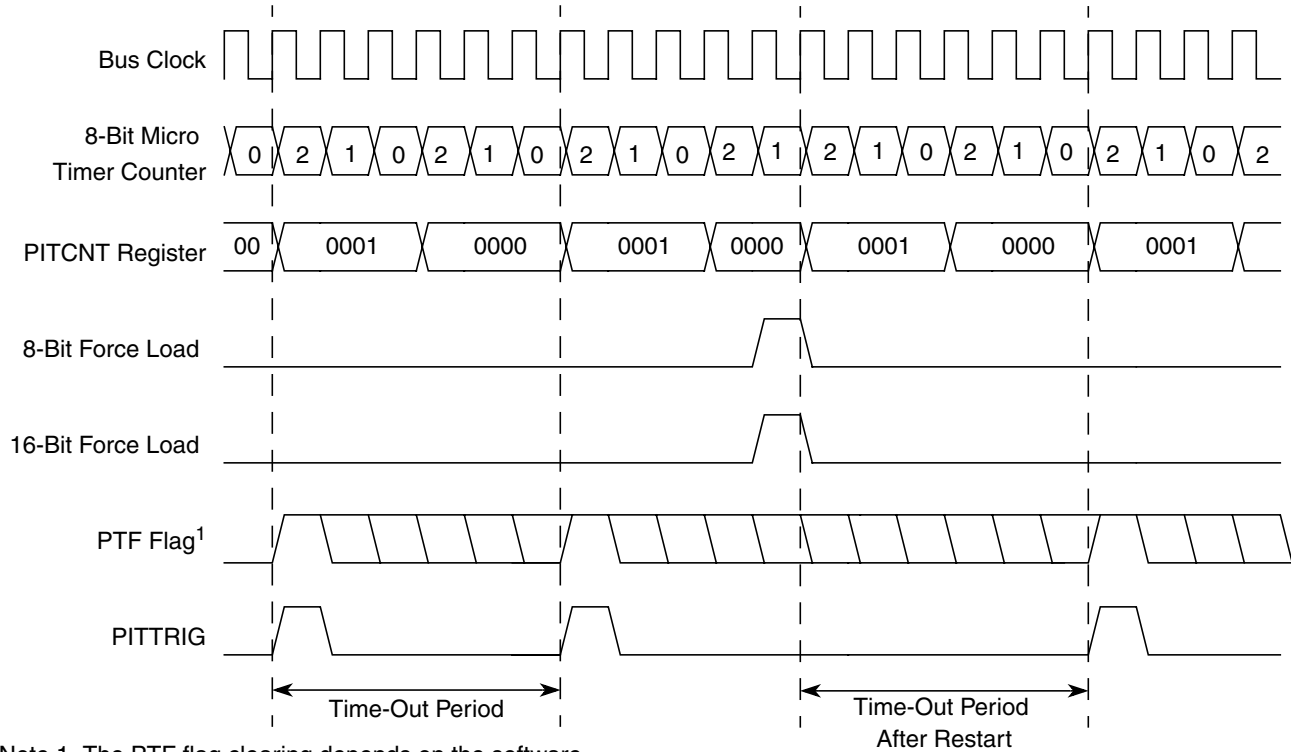 Bus Clock
8-Bit Micro
Timer Counter
0 2 1 0 2 1 0 2 1 0 2 1 2 1 0 2 1 0 2 1 0 2
PITCNT Register
00 0001 0000 0001 0000 0001 0000 0001
8-Bit Force Load
16-Bit Force Load
PTF Flag1
PITTRIG
Time-Out Period
Time-Out Period
After Restart
Note 1. The PTF flag clearing depends on the software